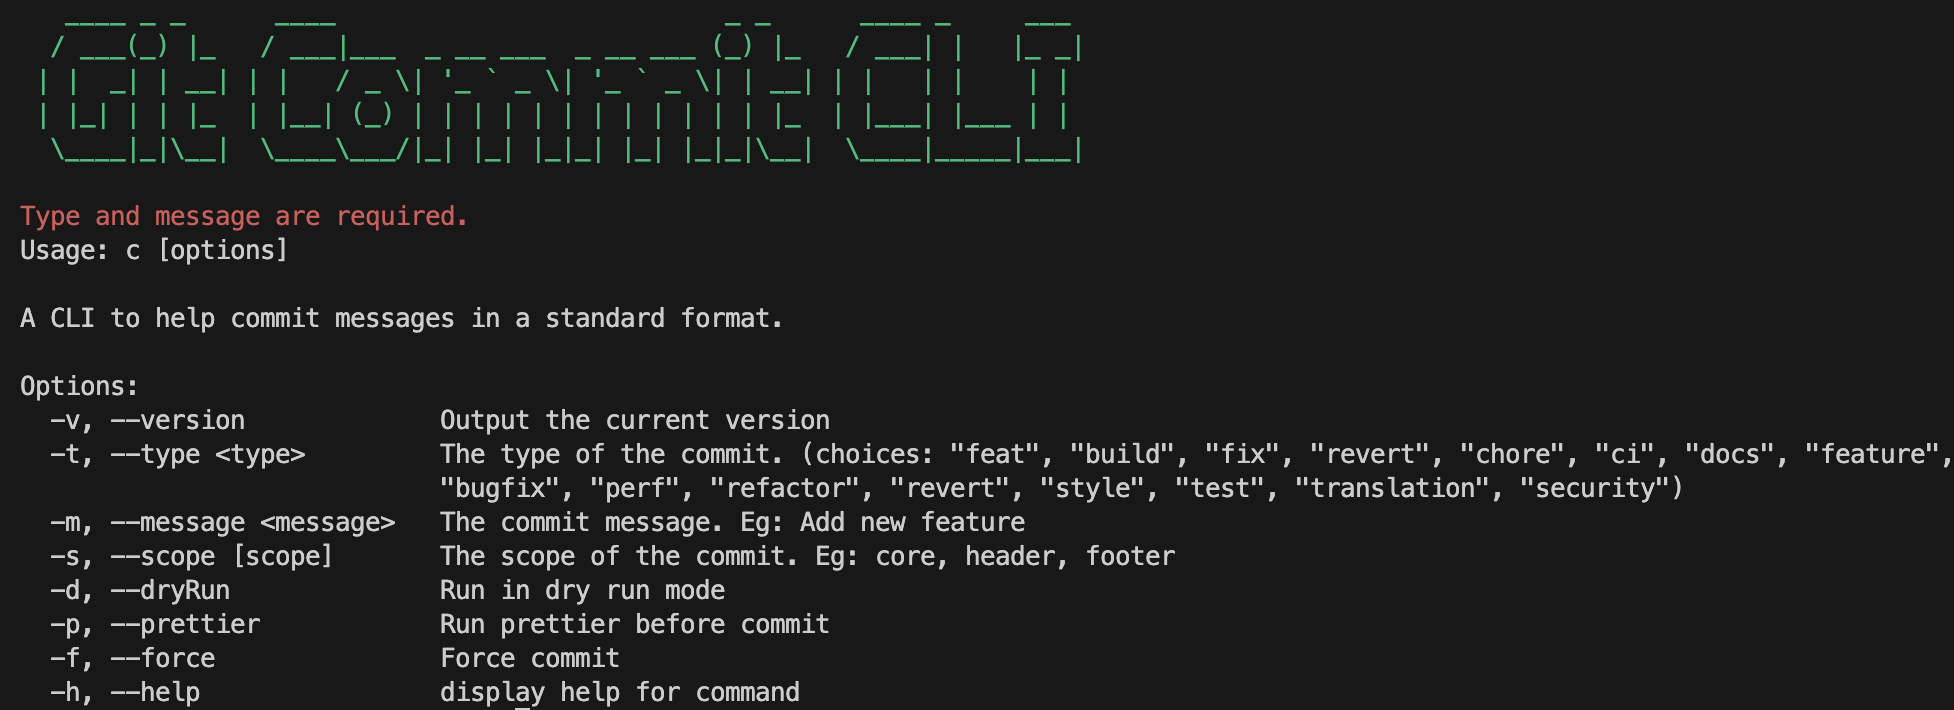 Git Commit CLI
Type and message are required.
Usage: c [options]
A CLI to help commit messages in a standard format.
Options:
-v, --version Output the current version
-t, --type <type> The type of the commit. (choices: "feat", "build", "fix", "revert", "chore", "ci", "docs", "feature",
"bugfix", "perf", "refactor", "revert", "style", "test", "translation", "security")
-m, --message <message> The commit message. Eg: Add new feature
-s, --scope [scope] The scope of the commit. Eg: core, header, footer
-d, --dryRun Run in dry run mode
-p, --prettier Run prettier before commit
-f, --force Force commit
-h, --help display help for command